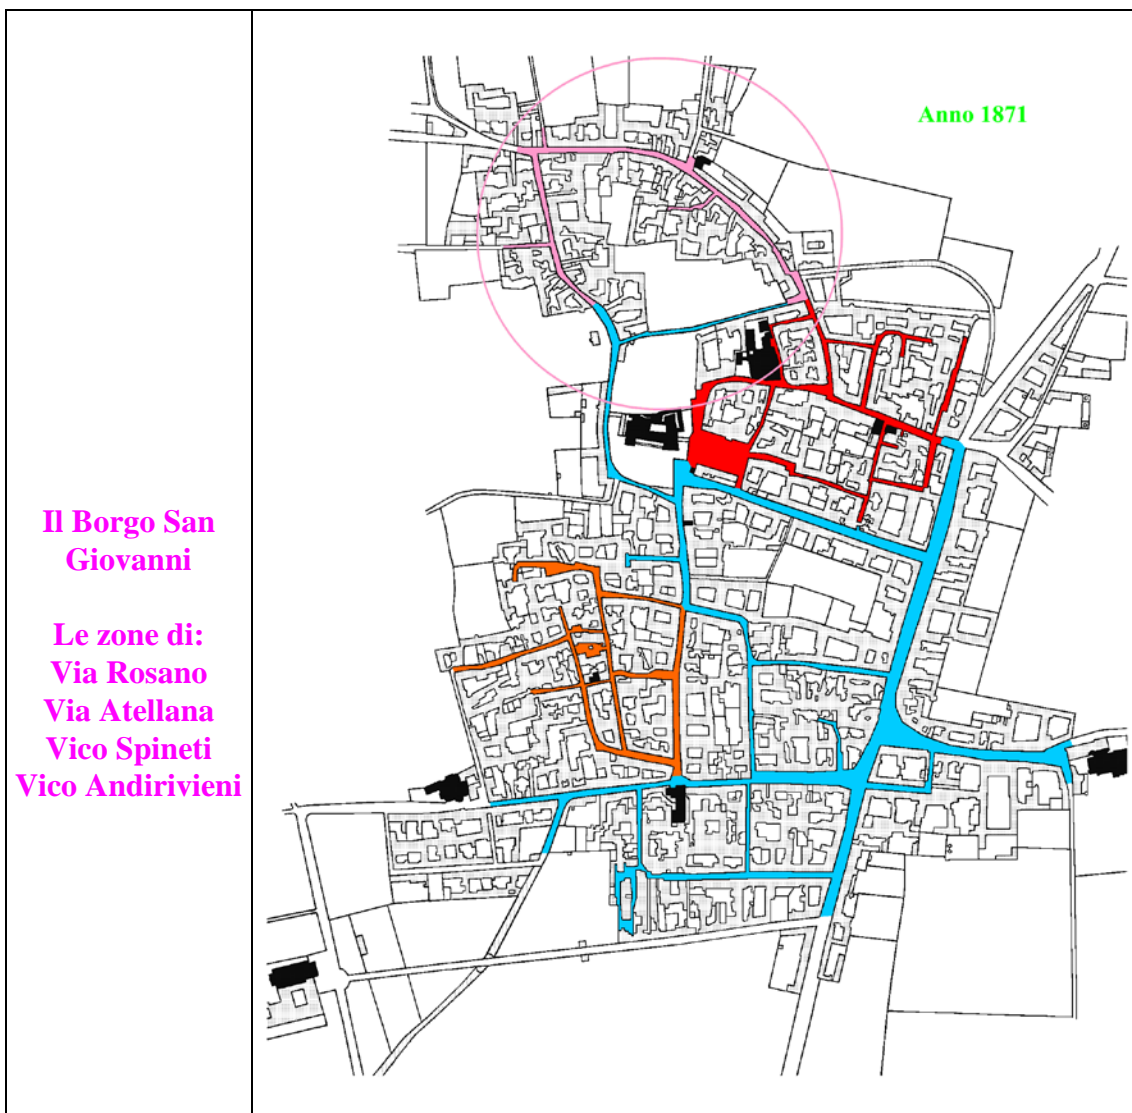 Il Borgo San
Giovanni
Le zone di:
Via Rosano
Via Atellana
Vico Spineti
Vico Andirivieni
Anno 1871